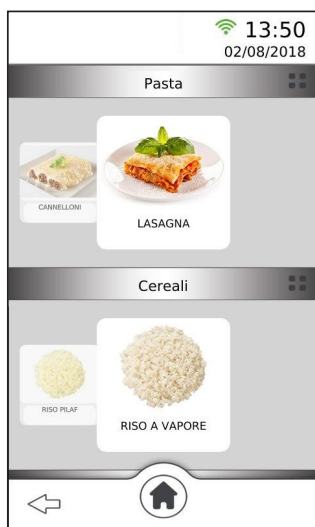 13:50
02/08/2018
Pasta
CANNELLONI
LASAGNA
Cereali
RISO PILAF
RISO A VAPORE